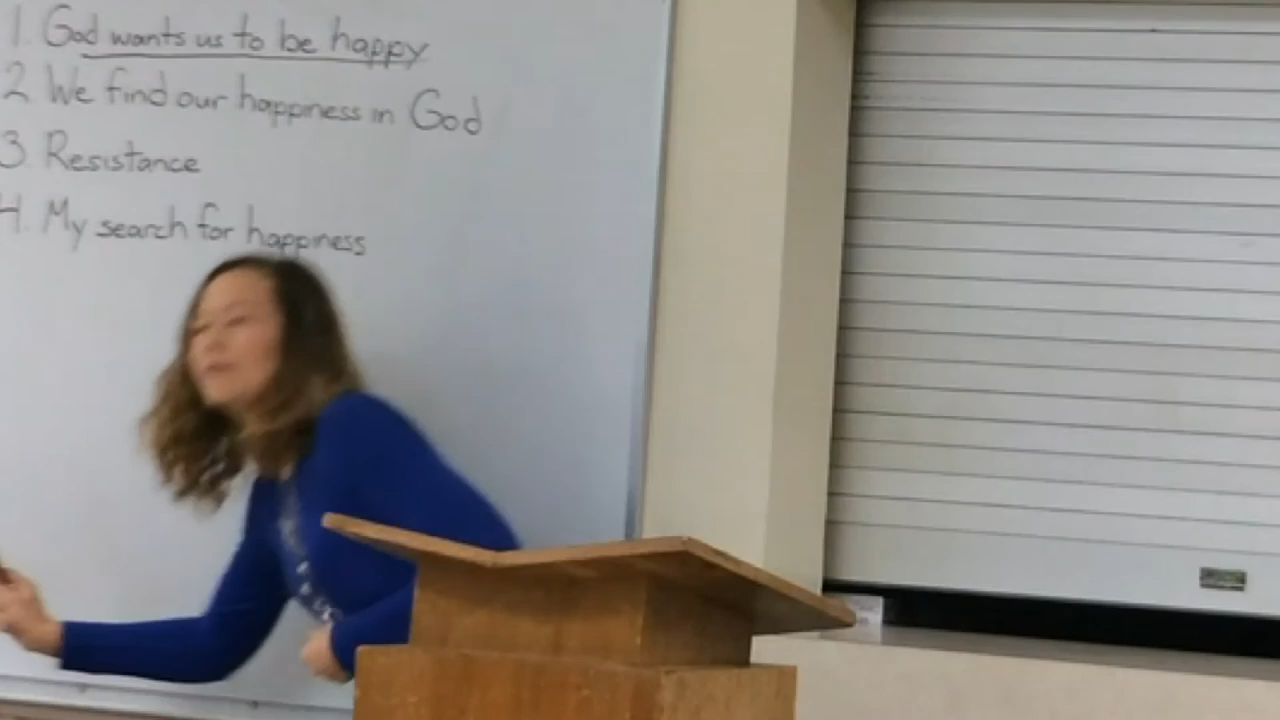 1. God wants us to be happy
2 We find our happiness in God
3. Resistance
4. My search for happiness